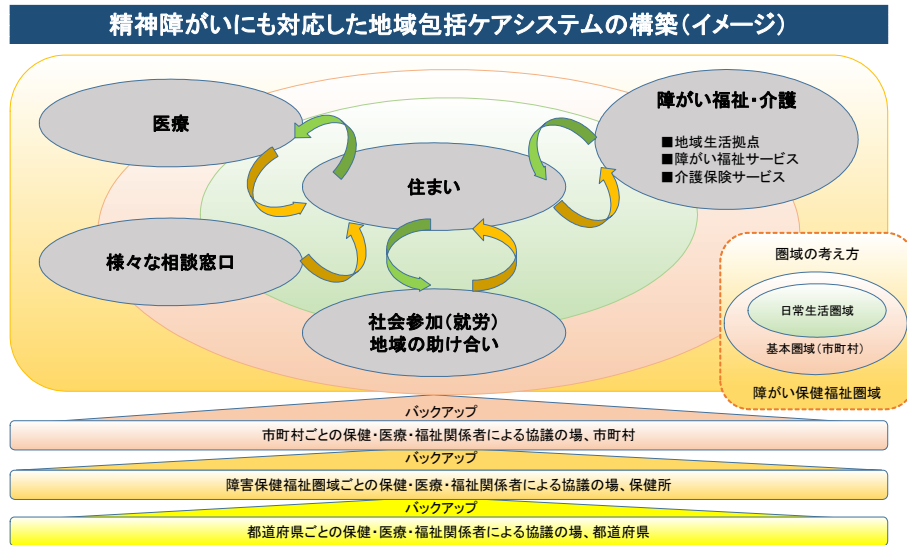 精神障がいにも対応した地域包括ケアシステムの構築（イメージ）
医療
障がい福祉・介護
■地域生活拠点
■障がい福祉サービス
■介護保険サービス
住まい
様々な相談窓口
社会参加（就労）
地域の助け合い
圏域の考え方
日常生活圏域
基本圏域（市町村）
障がい保健福祉圏域
バックアップ
市町村ごとの保健・医療・福祉関係者による協議の場、市町村
バックアップ
障害保健福祉圏域ごとの保健・医療・福祉関係者による協議の場、保健所
バックアップ
都道府県ごとの保健・医療・福祉関係者による協議の場、都道府県